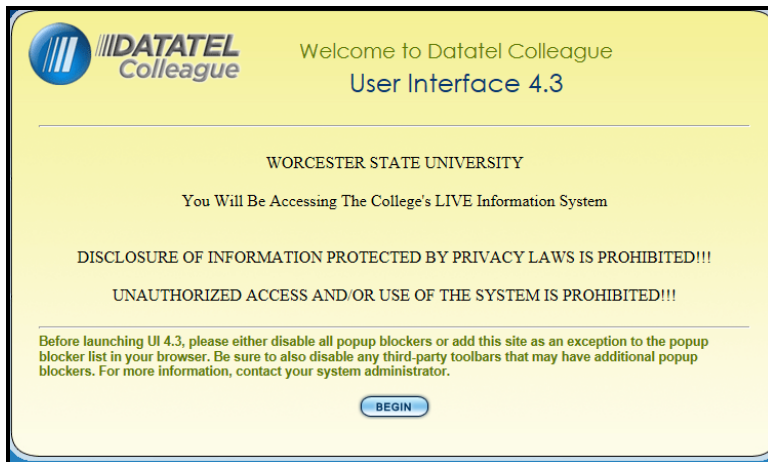 DATATEL
Colleague
Welcome to Datatel Colleague
User Interface 4.3
WORCESTER STATE UNIVERSITY
You Will Be Accessing The College's LIVE Information System
DISCLOSURE OF INFORMATION PROTECTED BY PRIVACY LAWS IS PROHIBITED!!!
UNAUTHORIZED ACCESS AND/OR USE OF THE SYSTEM IS PROHIBITED!!!
Before launching UI 4.3, please either disable all popup blockers or add this site as an exception to the popup
blocker list in your browser. Be sure to also disable any third-party toolbars that may have additional popup
blockers. For more information, contact your system administrator.
BEGIN